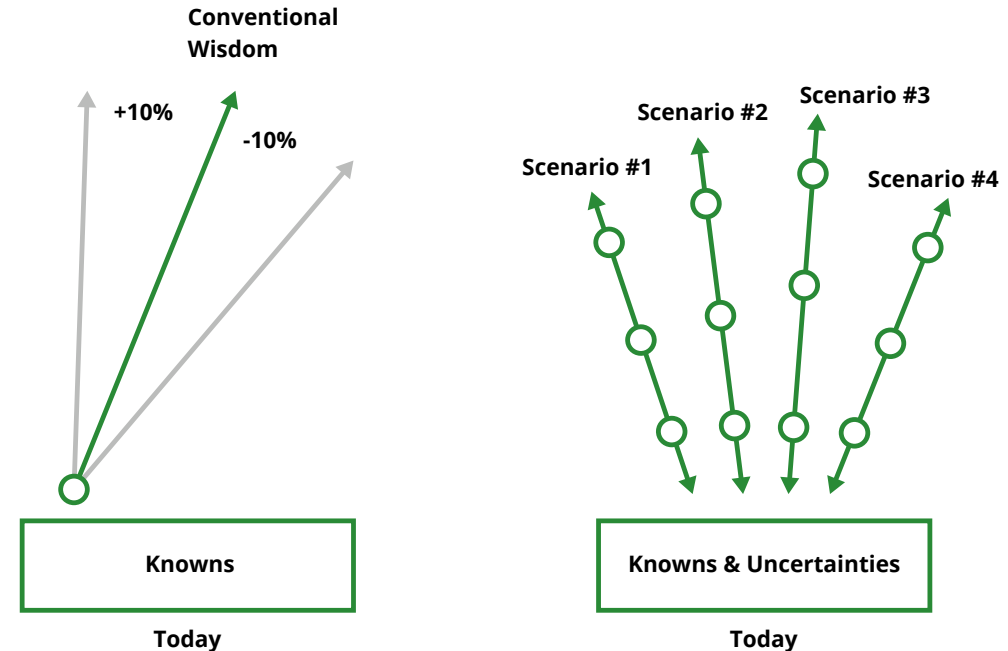 Conventional
Wisdom
+10%
-10%
Knowns
Today
Scenario #1
Scenario #2
Scenario #3
Scenario #4
Knowns & Uncertainties
Today